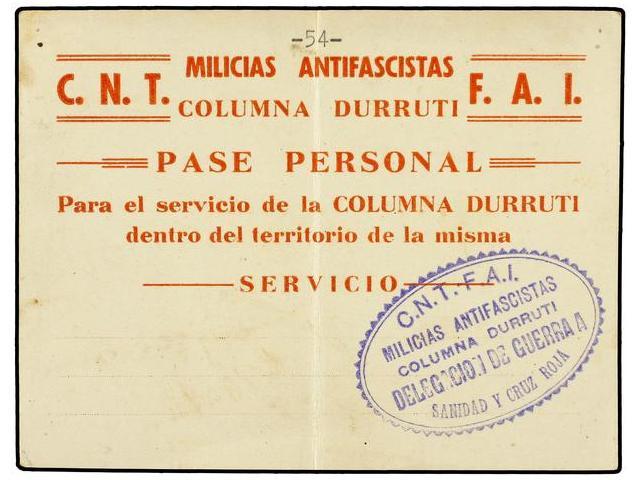 -54-
MILICIAS ANTIFASCISTAS
C. N. T. COLUMNA DURRUTI F. A. I.
PASE PERSONAL
Para el servicio de la COLUMNA DURRUTI
dentro del territorio de la misma
SERVICIO
C.N.T.-F.A.I.
MILICIAS ANTIFASCISTAS
COLUMNA DURRUTI
DELEGACION DE GUERRA A
SANIDAD Y CRUZ ROJA